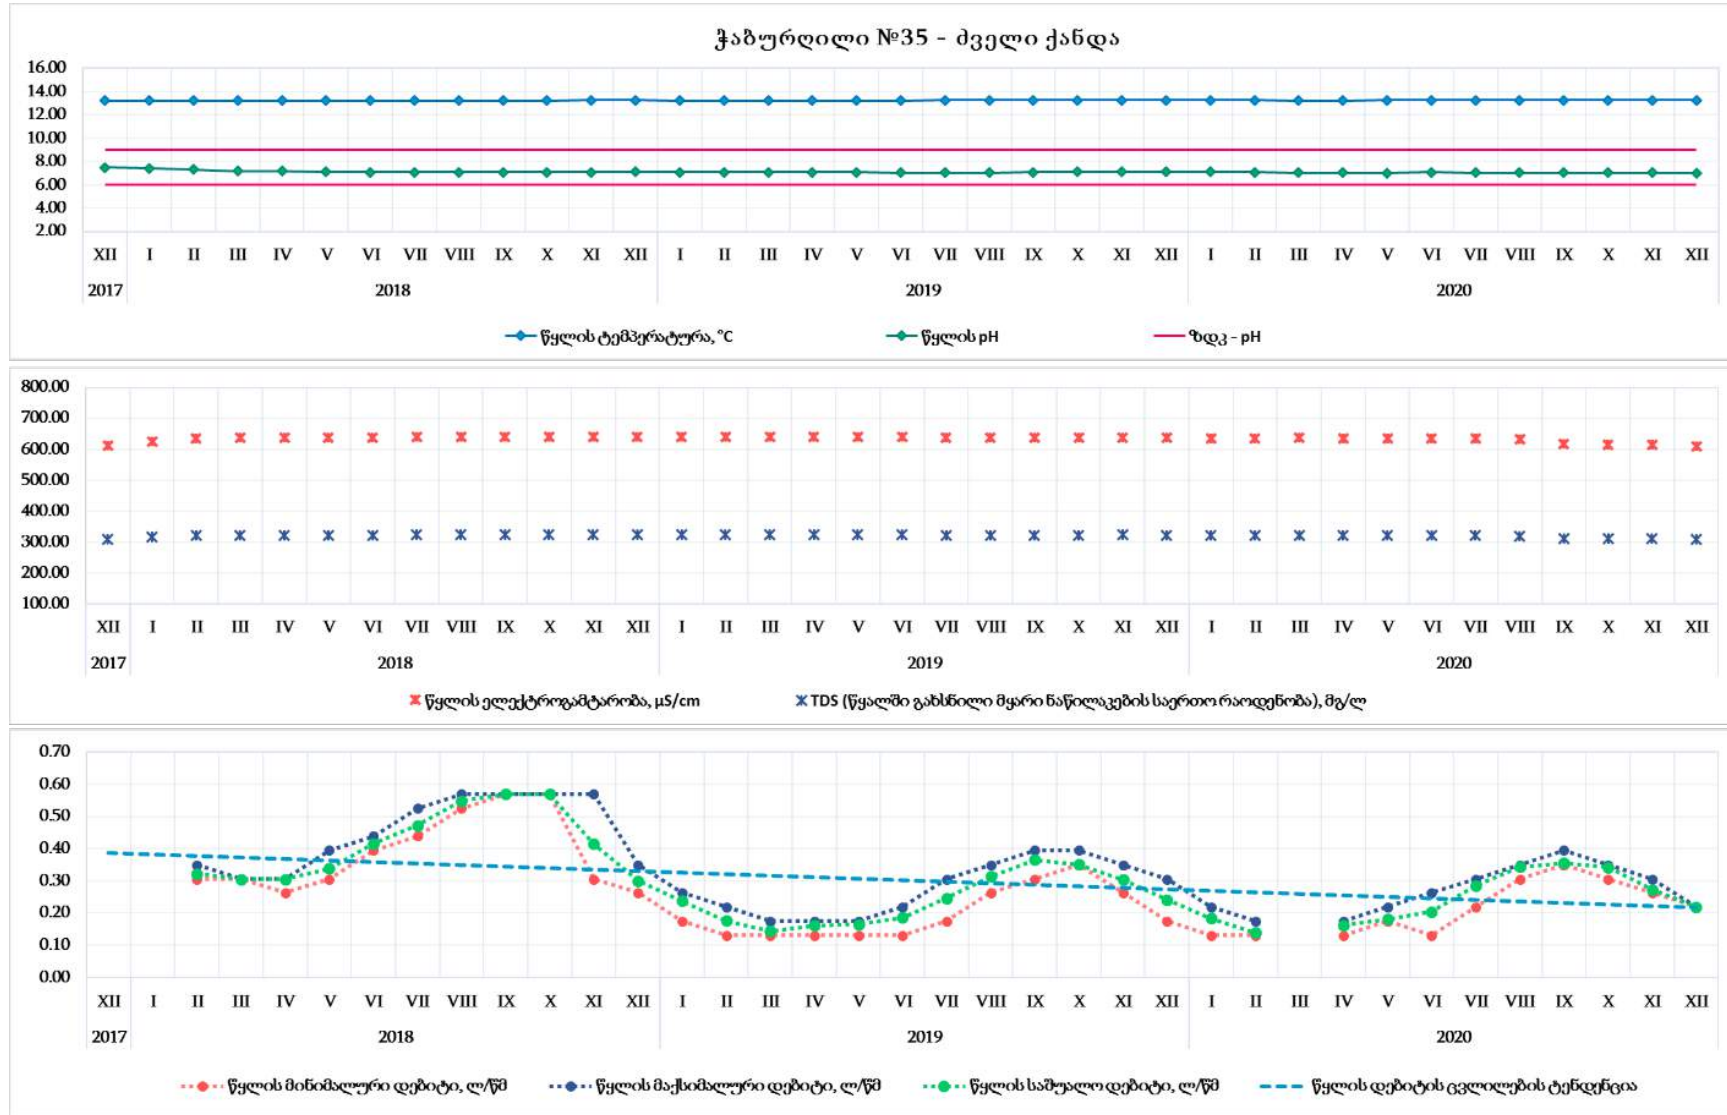 ჭაბურღილი №35 - ძველი ქანდა
16.00
14.00
12.00
10.00
8.00
6.00
4.00
2.00
XII I II III IV V VI VII VIII IX X XI XII I II III IV V VI VII VIII IX X XI XII I II III IV V VI VII VIII IX X XI XII
2017 2018 2019 2020
წყლის ტემპერატურა, °C წყლის pH ზდკ - pH
800.00
700.00
600.00
500.00
400.00
300.00
200.00
100.00
XII I II III IV V VI VII VIII IX X XI XII I II III IV V VI VII VIII IX X XI XII I II III IV V VI VII VIII IX X XI XII
2017 2018 2019 2020
წყლის ელექტროგამტარობა, µS/cm TDS (წყალში გახსნილი მყარი ნაწილაკების საერთო რაოდენობა), მგ/ლ
0.70
0.60
0.50
0.40
0.30
0.20
0.10
0.00
XII I II III IV V VI VII VIII IX X XI XII I II III IV V VI VII VIII IX X XI XII I II III IV V VI VII VIII IX X XI XII
2017 2018 2019 2020
წყლის მინიმალური დებიტი, ლ/წმ წყლის მაქსიმალური დებიტი, ლ/წმ წყლის საშუალო დებიტი, ლ/წმ წყლის დებიტის ცვლილების ტენდენცია